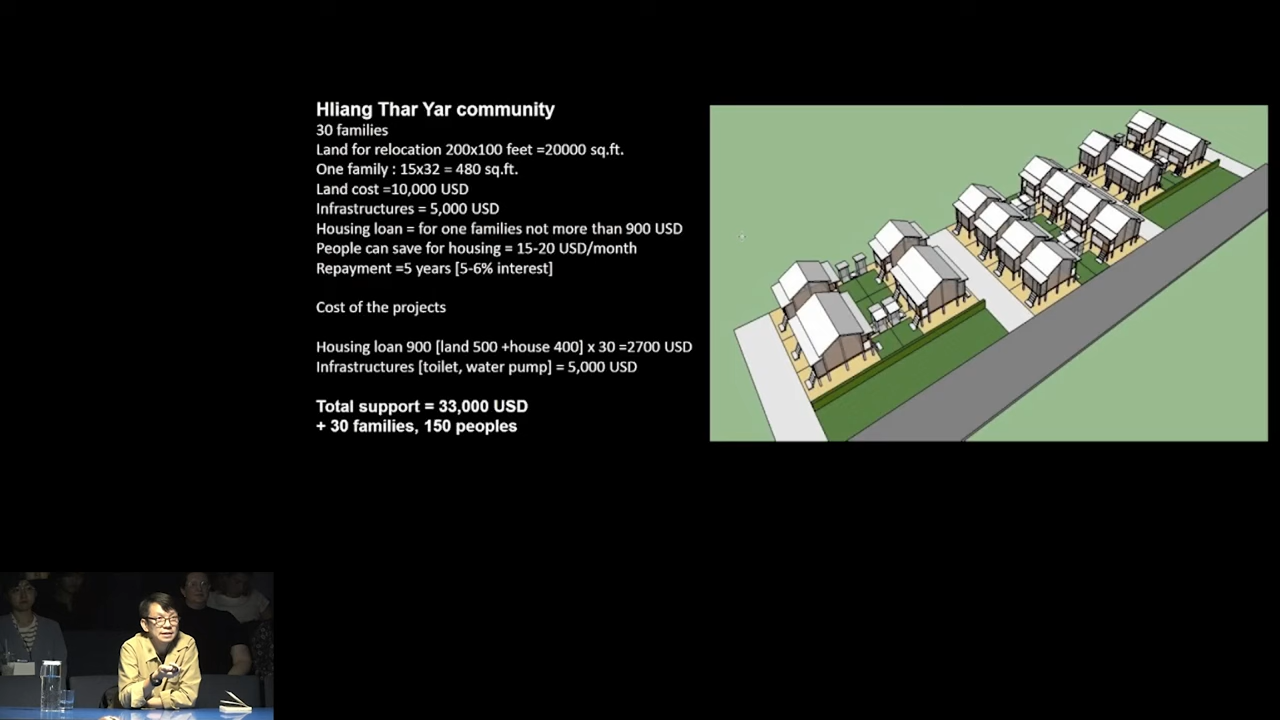 Hliang Thar Yar community
30 families
Land for relocation 200x100 feet =20000 sq.ft.
One family : 15x32 = 480 sq.ft.
Land cost =10,000 USD
Infrastructures = 5,000 USD
Housing loan = for one families not more than 900 USD
People can save for housing = 15-20 USD/month
Repayment =5 years [5-6% interest]
Cost of the projects
Housing loan 900 [land 500 +house 400] x 30 =2700 USD
Infrastructures [toilet, water pump] = 5,000 USD
Total support = 33,000 USD
+ 30 families, 150 peoples